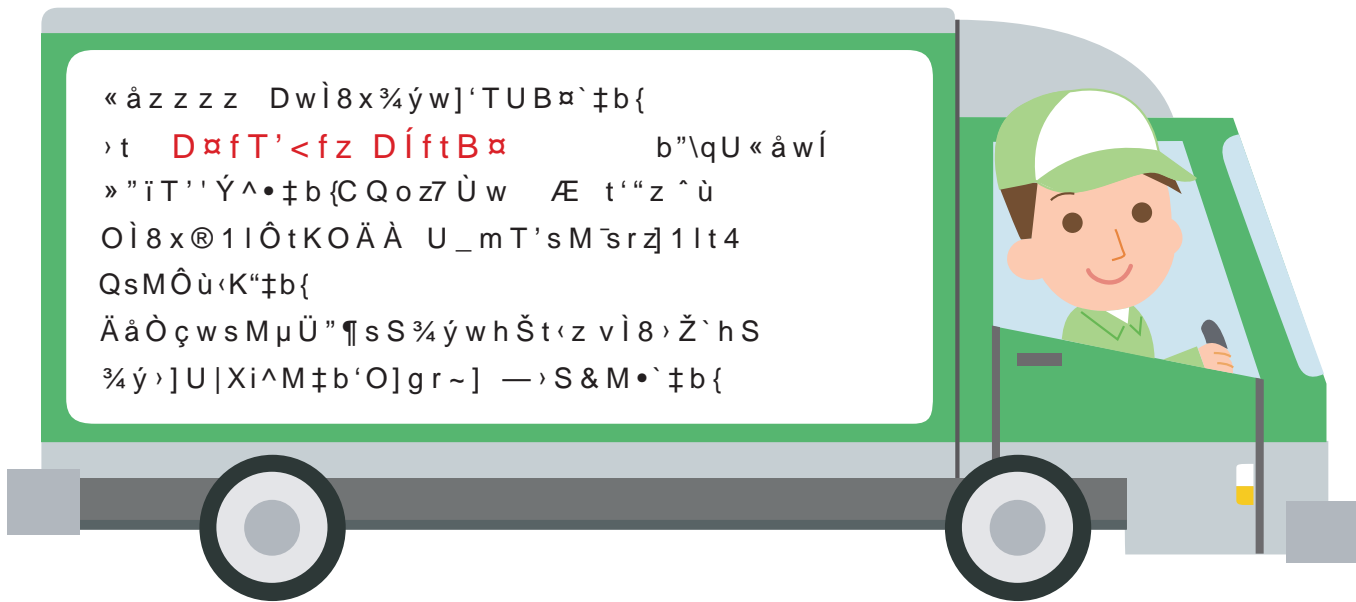 «åzzzz DwÌ8x¾ýw]‘TUB¤`‡b{
›t D¤fT’<fz DÍftB¤ b”\qU«åwÍ
»”ïT’'Ý^•‡b{CQoz7Ùw Æ t‘“z ˆù
OÌ8x®1lÔtKOÄÀ U_mT’sM¯srz]1lt4
QsMÔù‹K“‡b{
ÄåÒçwsMµÜ”¶sS¾ýwhŠt‹z vÌ8›Ž`hS
¾ý›]U|Xi^M‡b‘O]gr~] —›S&M•`‡b{